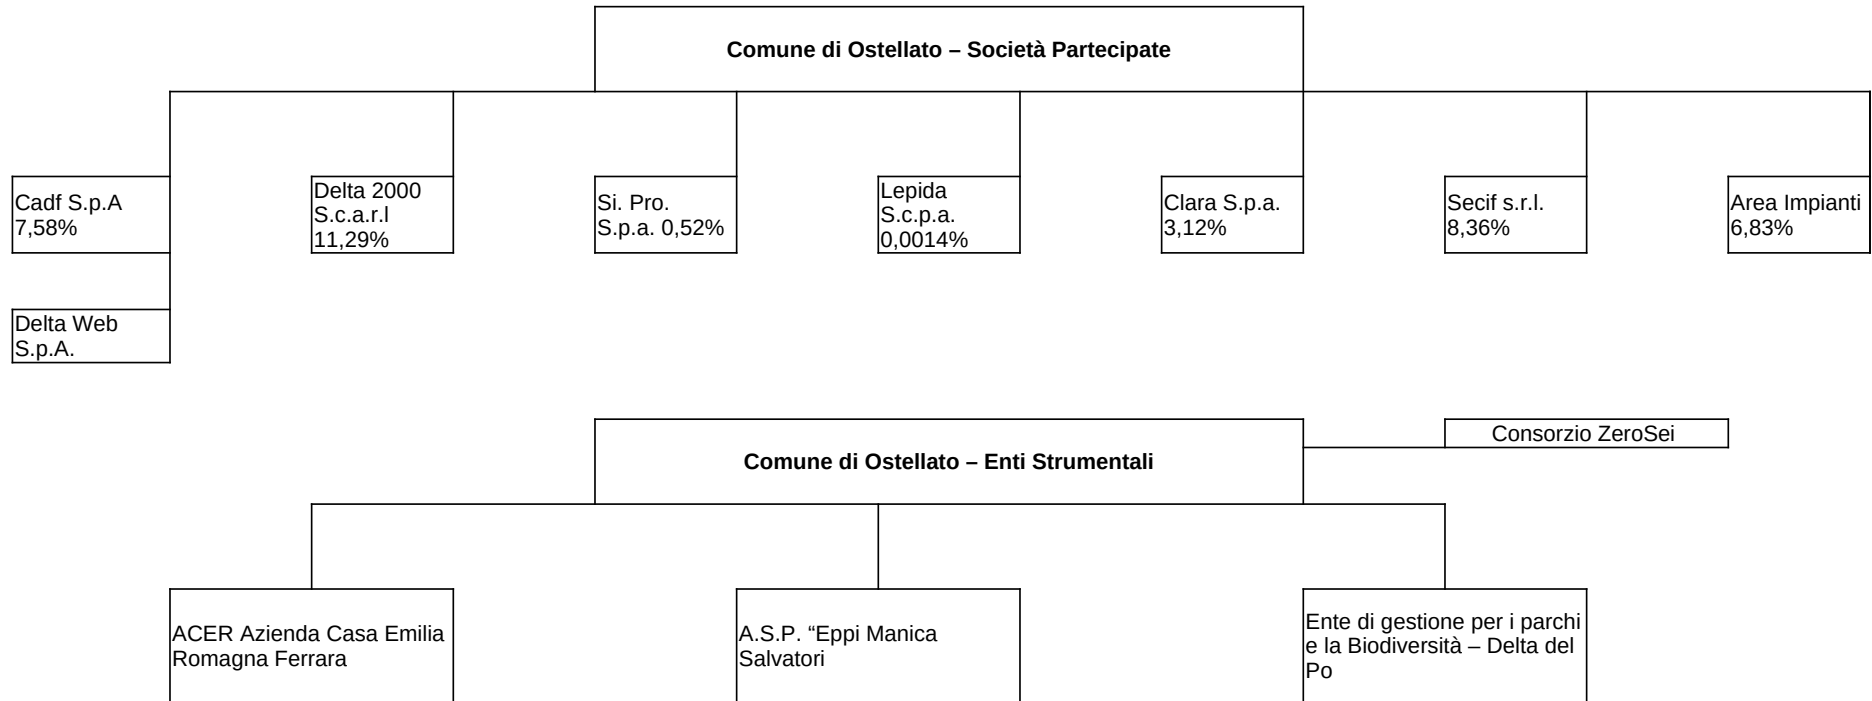 Comune di Ostellato – Società Partecipate
Cadf S.p.A
7,58%
Delta 2000
S.c.a.r.l
11,29%
Si. Pro.
S.p.a. 0,52%
Lepida
S.c.p.a.
0,0014%
Clara S.p.a.
3,12%
Secif s.r.l.
8,36%
Area Impianti
6,83%
Delta Web
S.p.A.
Consorzio ZeroSei
Comune di Ostellato – Enti Strumentali
ACER Azienda Casa Emilia
Romagna Ferrara
A.S.P. “Eppi Manica
Salvatori
Ente di gestione per i parchi
e la Biodiversità – Delta del
Po